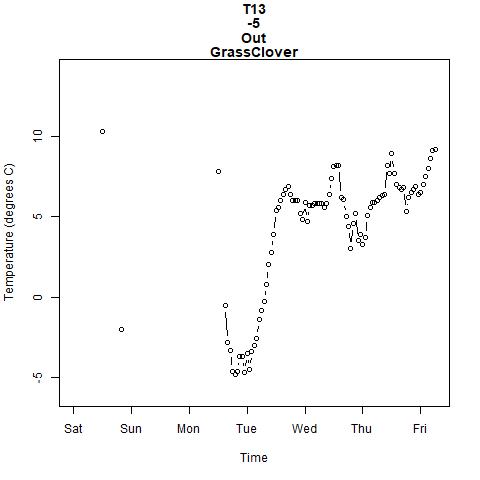 T13
-5
Out
GrassClover
Temperature (degrees C)
10
5
0
-5
Sat Sun Mon Tue Wed Thu Fri
Time